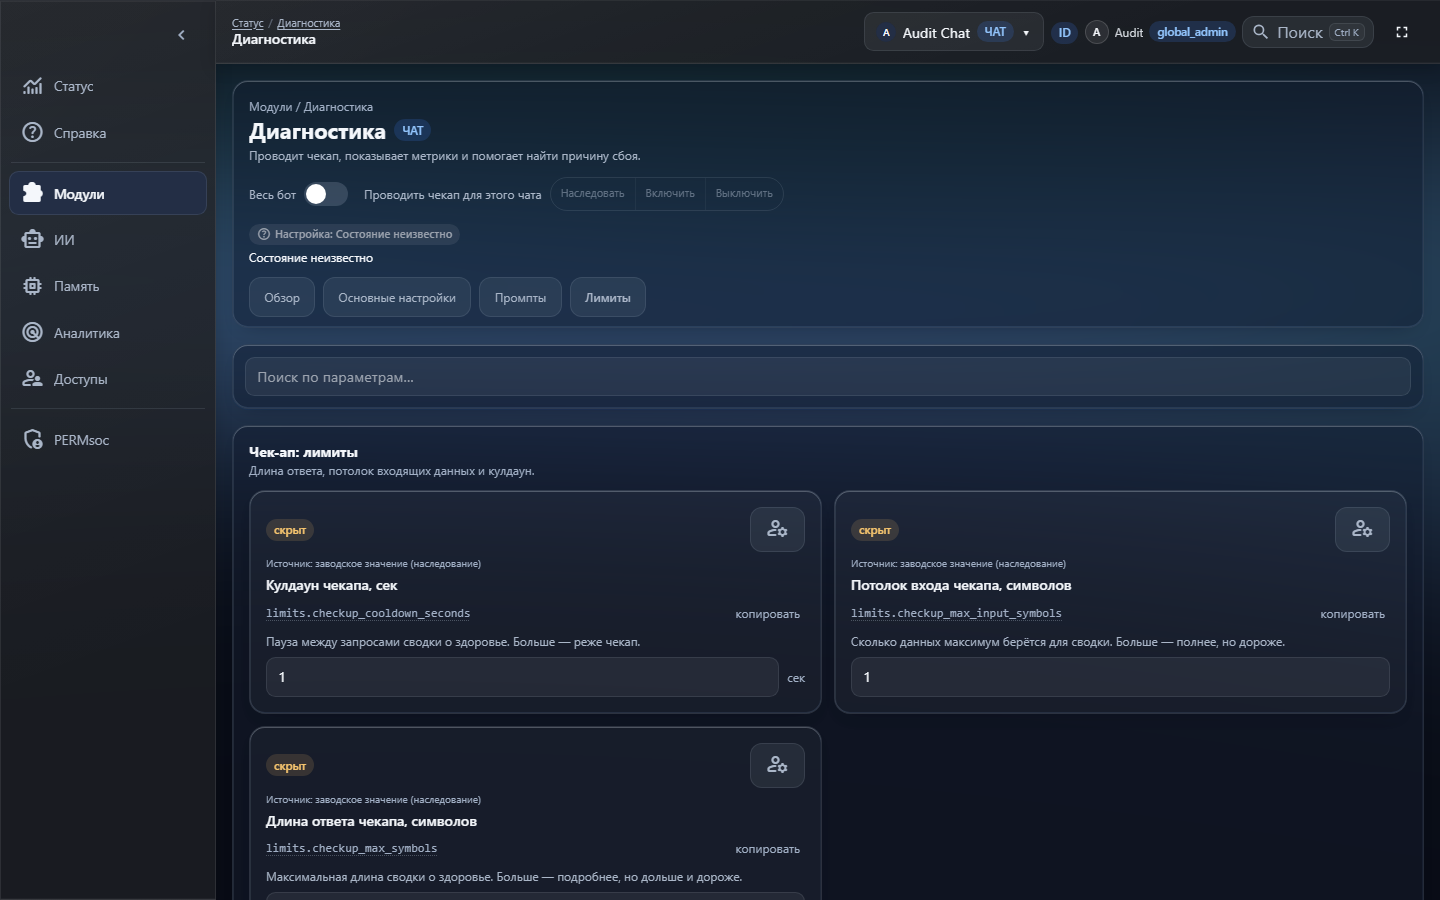 Статус / Диагностика
Диагностика
A Audit Chat ЧАТ ▾ ID A Audit global_admin Поиск Ctrl K
Статус
Справка
Модули
ИИ
Память
Аналитика
Доступы
PERMsoc
Модули / Диагностика
Диагностика ЧАТ
Проводит чекап, показывает метрики и помогает найти причину сбоя.
Весь бот Проводить чекап для этого чата Наследовать Включить Выключить
Настройка: Состояние неизвестно
Состояние неизвестно
Обзор Основные настройки Промпты Лимиты
Поиск по параметрам...
Чек-ап: лимиты
Длина ответа, потолок входящих данных и кулдаун.
скрыт
Источник: заводское значение (наследование)
Кулдаун чекапа, сек
limits.checkup_cooldown_seconds копировать
Пауза между запросами сводки о здоровье. Больше — реже чекап.
1 сек
скрыт
Источник: заводское значение (наследование)
Потолок входа чекапа, символов
limits.checkup_max_input_symbols копировать
Сколько данных максимум берётся для сводки. Больше — полнее, но дороже.
1
скрыт
Источник: заводское значение (наследование)
Длина ответа чекапа, символов
limits.checkup_max_symbols копировать
Максимальная длина сводки о здоровье. Больше — подробнее, но дольше и дороже.